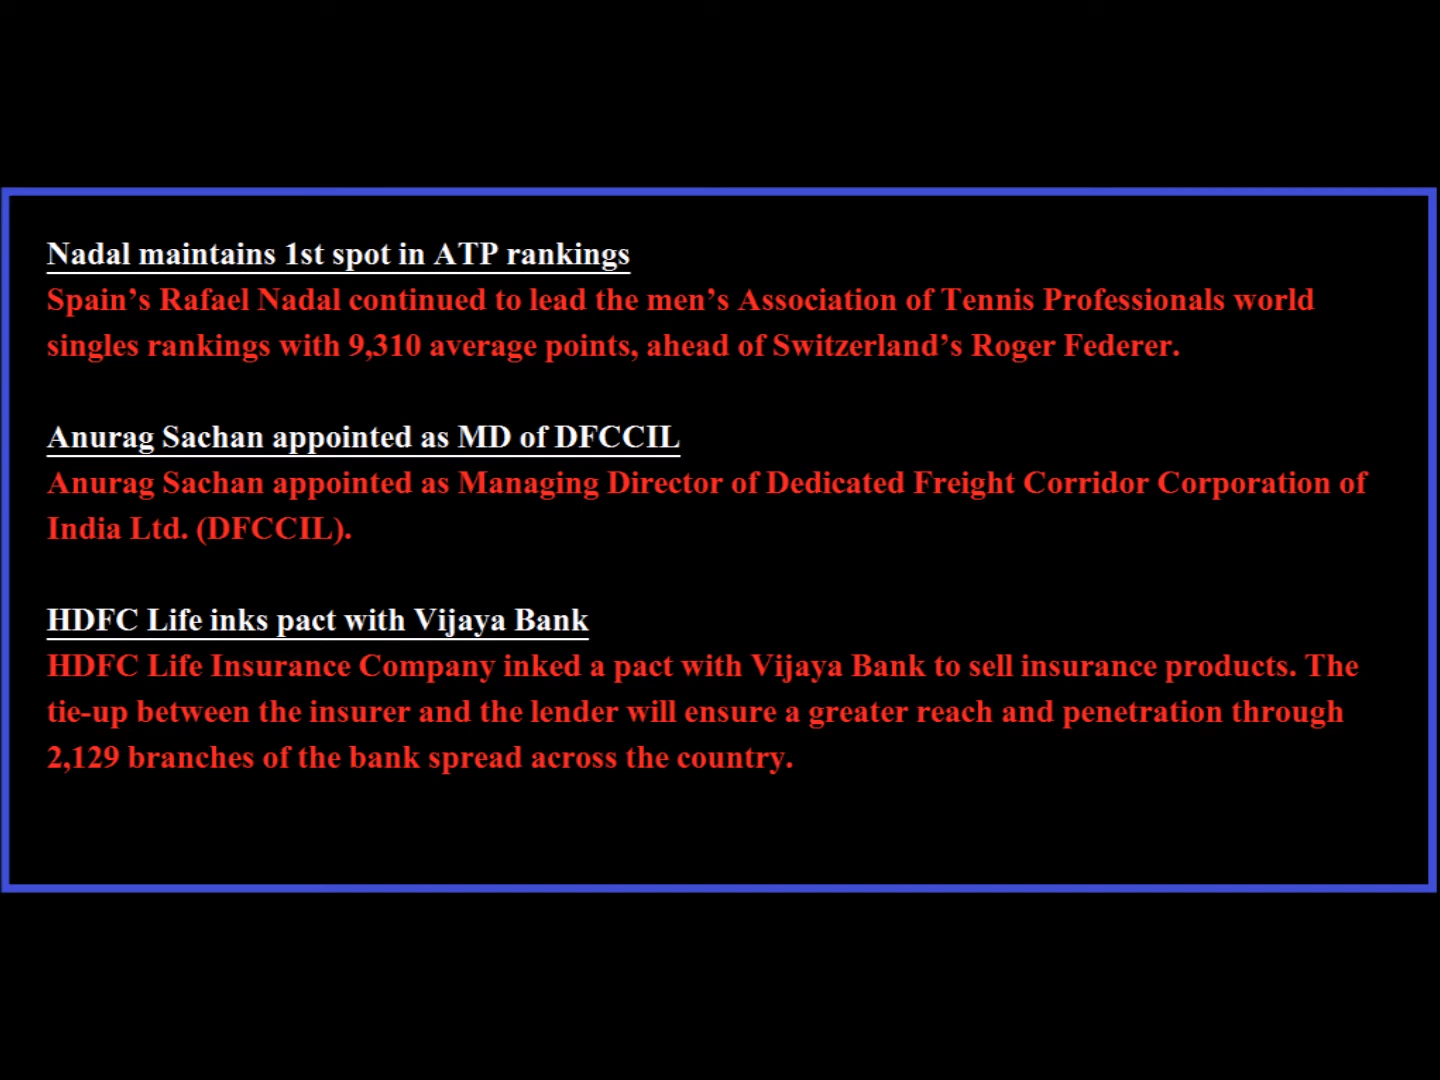 Nadal maintains 1st spot in ATP rankings
Spain’s Rafael Nadal continued to lead the men’s Association of Tennis Professionals world
singles rankings with 9,310 average points, ahead of Switzerland’s Roger Federer.
Anurag Sachan appointed as MD of DFCCIL
Anurag Sachan appointed as Managing Director of Dedicated Freight Corridor Corporation of
India Ltd. (DFCCIL).
HDFC Life inks pact with Vijaya Bank
HDFC Life Insurance Company inked a pact with Vijaya Bank to sell insurance products. The
tie-up between the insurer and the lender will ensure a greater reach and penetration through
2,129 branches of the bank spread across the country.